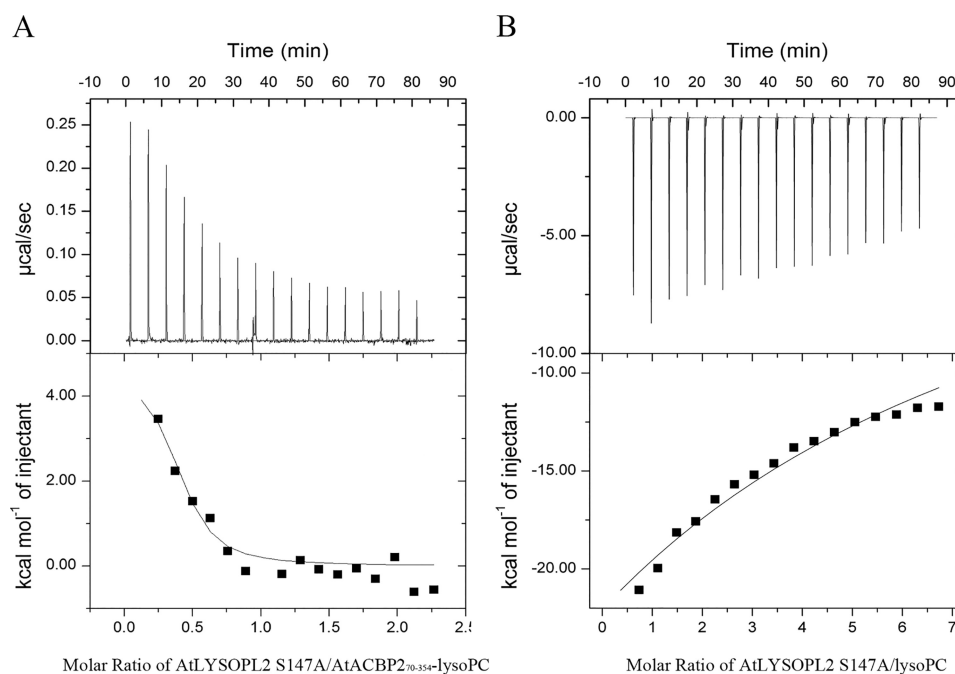 A
B
Time (min)
Time (min)
-10 0 10 20 30 40 50 60 70 80 90
-10 0 10 20 30 40 50 60 70 80 90
0.25
0.20
0.15
0.10
0.05
0.00
µcal/sec
0.00
-5.00
-10.00
µcal/sec
4.00
2.00
0.00
kcal mol⁻¹ of injectant
-10.00
-15.00
-20.00
kcal mol⁻¹ of injectant
0.0 0.5 1.0 1.5 2.0 2.5
0 1 2 3 4 5 6 7
Molar Ratio of AtLYSOPL2 S147A/AtACBP2₇₀₋₃₅₄-lysoPC
Molar Ratio of AtLYSOPL2 S147A/lysoPC